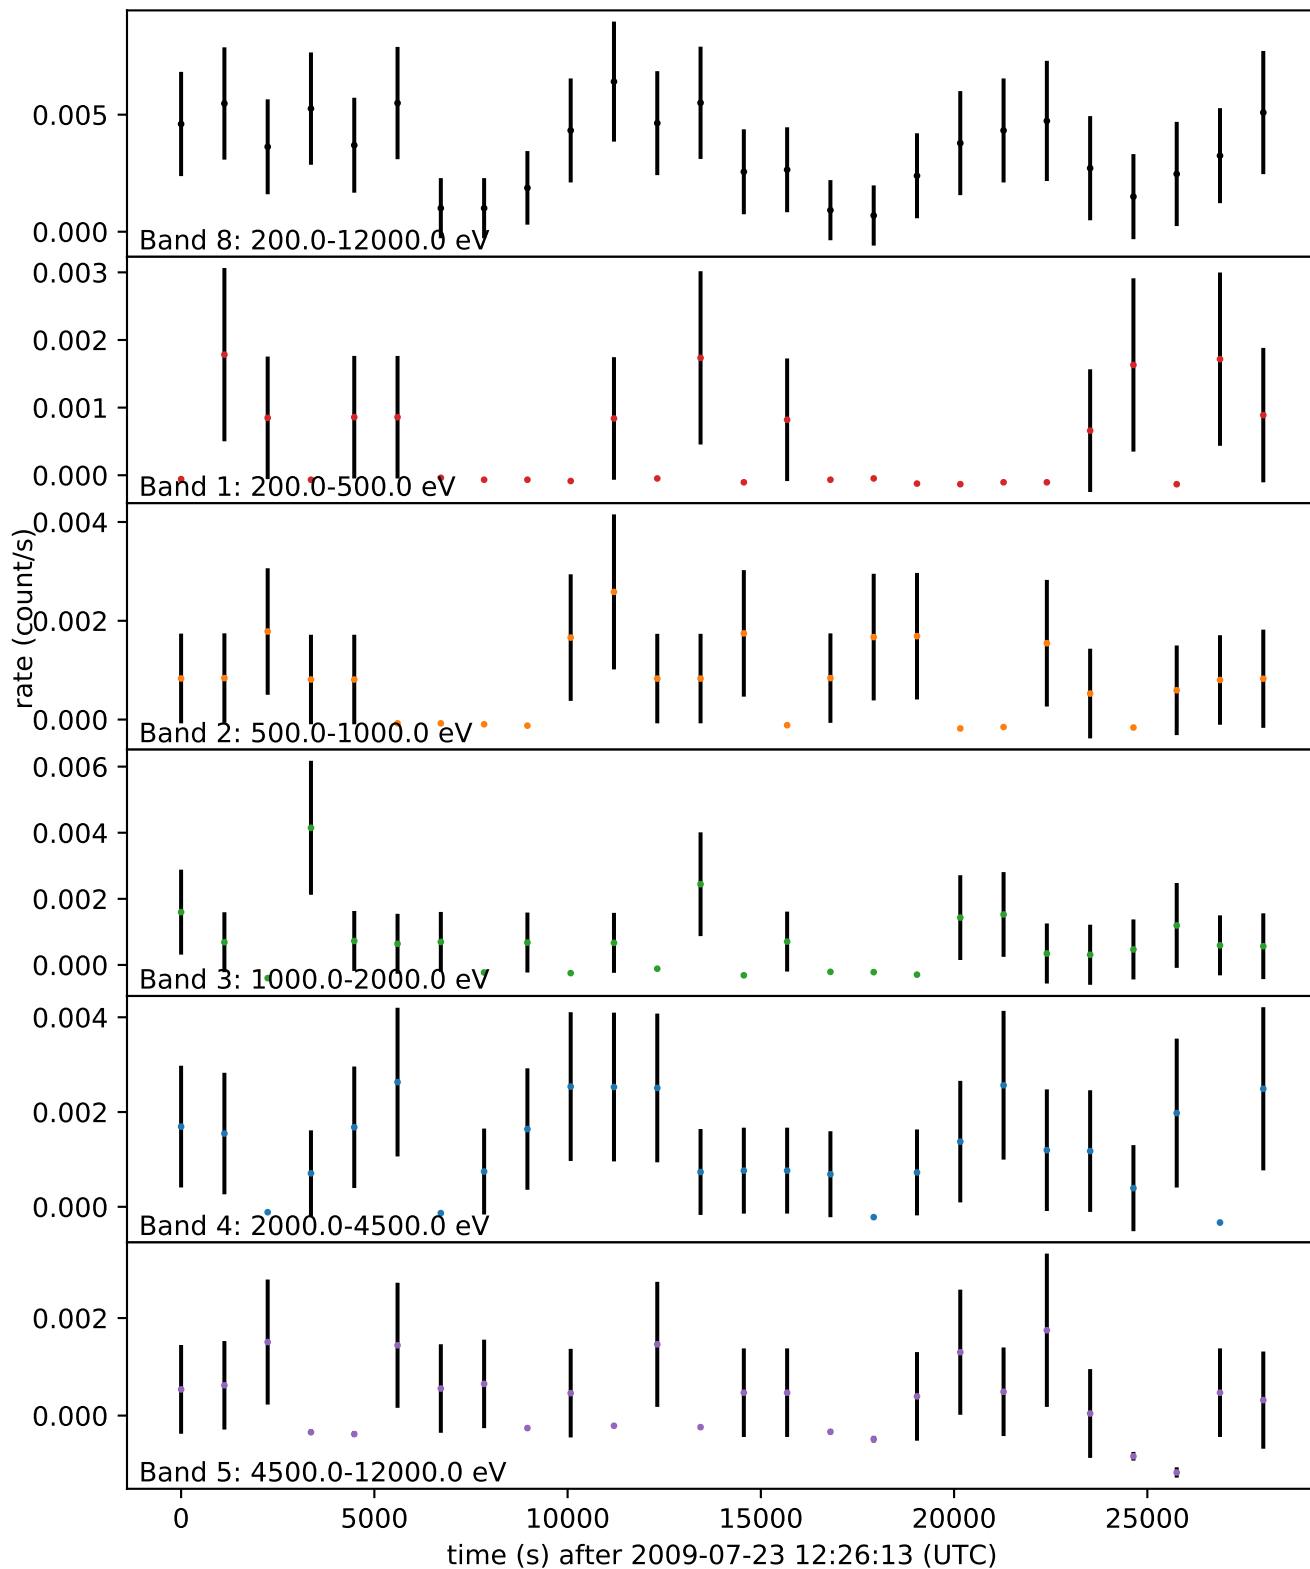 0.005
0.000
Band 8: 200.0-12000.0 eV
0.003
0.002
0.001
0.000
Band 1: 200.0-500.0 eV
rate (count/s)
0.004
0.002
0.000
Band 2: 500.0-1000.0 eV
0.006
0.004
0.002
0.000
Band 3: 1000.0-2000.0 eV
0.004
0.002
0.000
Band 4: 2000.0-4500.0 eV
0.002
0.000
Band 5: 4500.0-12000.0 eV
0 5000 10000 15000 20000 25000
time (s) after 2009-07-23 12:26:13 (UTC)